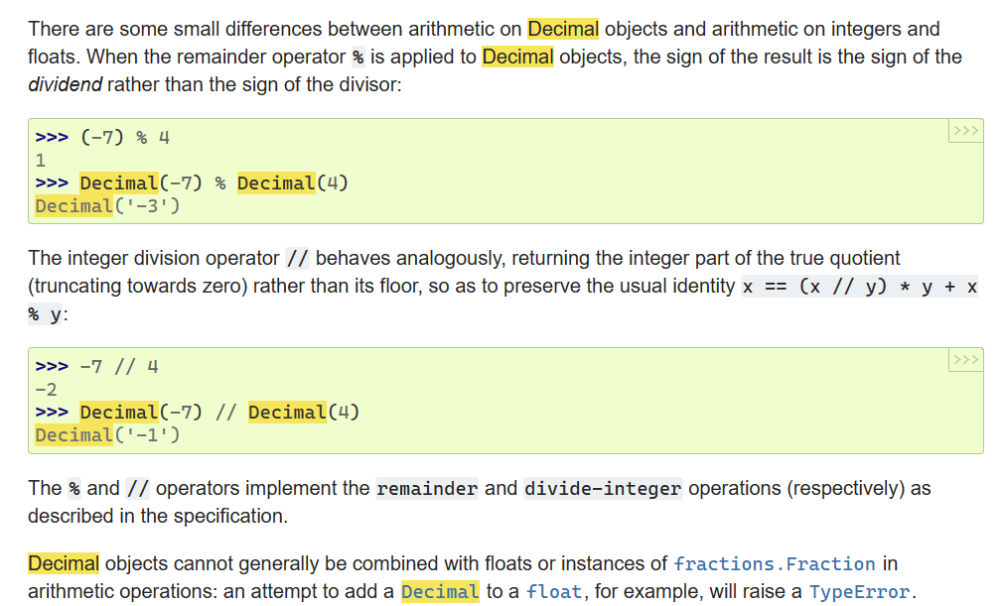 There are some small differences between arithmetic on Decimal objects and arithmetic on integers and
floats. When the remainder operator % is applied to Decimal objects, the sign of the result is the sign of the
dividend rather than the sign of the divisor:
>>>
>>> (-7) % 4
1
>>> Decimal(-7) % Decimal(4)
Decimal('-3')
The integer division operator // behaves analogously, returning the integer part of the true quotient
(truncating towards zero) rather than its floor, so as to preserve the usual identity x == (x // y) * y + x
% y:
>>>
>>> -7 // 4
-2
>>> Decimal(-7) // Decimal(4)
Decimal('-1')
The % and // operators implement the remainder and divide-integer operations (respectively) as
described in the specification.
Decimal objects cannot generally be combined with floats or instances of fractions.Fraction in
arithmetic operations: an attempt to add a Decimal to a float, for example, will raise a TypeError.